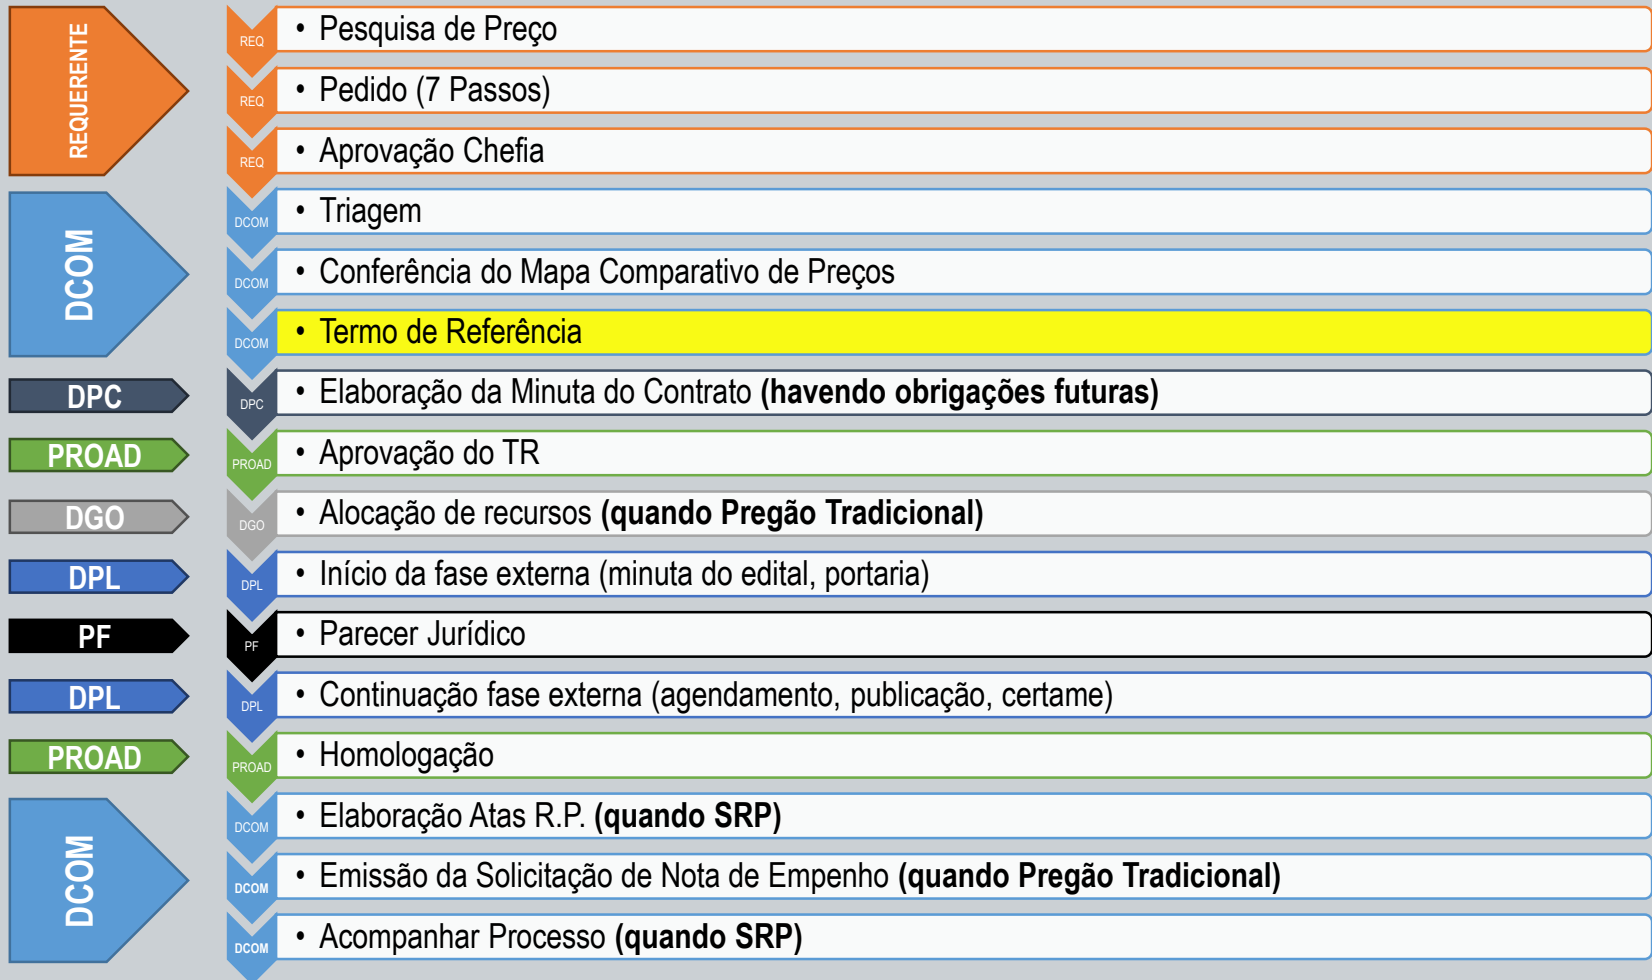 REQUERENTE
REQ
• Pesquisa de Preço
REQ
• Pedido (7 Passos)
REQ
• Aprovação Chefia
DCOM
DCOM
• Triagem
DCOM
• Conferência do Mapa Comparativo de Preços
DCOM
• Termo de Referência
DPC
DPC
• Elaboração da Minuta do Contrato (havendo obrigações futuras)
PROAD
PROAD
• Aprovação do TR
DGO
DGO
• Alocação de recursos (quando Pregão Tradicional)
DPL
DPL
• Início da fase externa (minuta do edital, portaria)
PF
PF
• Parecer Jurídico
DPL
DPL
• Continuação fase externa (agendamento, publicação, certame)
PROAD
PROAD
• Homologação
DCOM
DCOM
• Elaboração Atas R.P. (quando SRP)
DCOM
• Emissão da Solicitação de Nota de Empenho (quando Pregão Tradicional)
DCOM
• Acompanhar Processo (quando SRP)